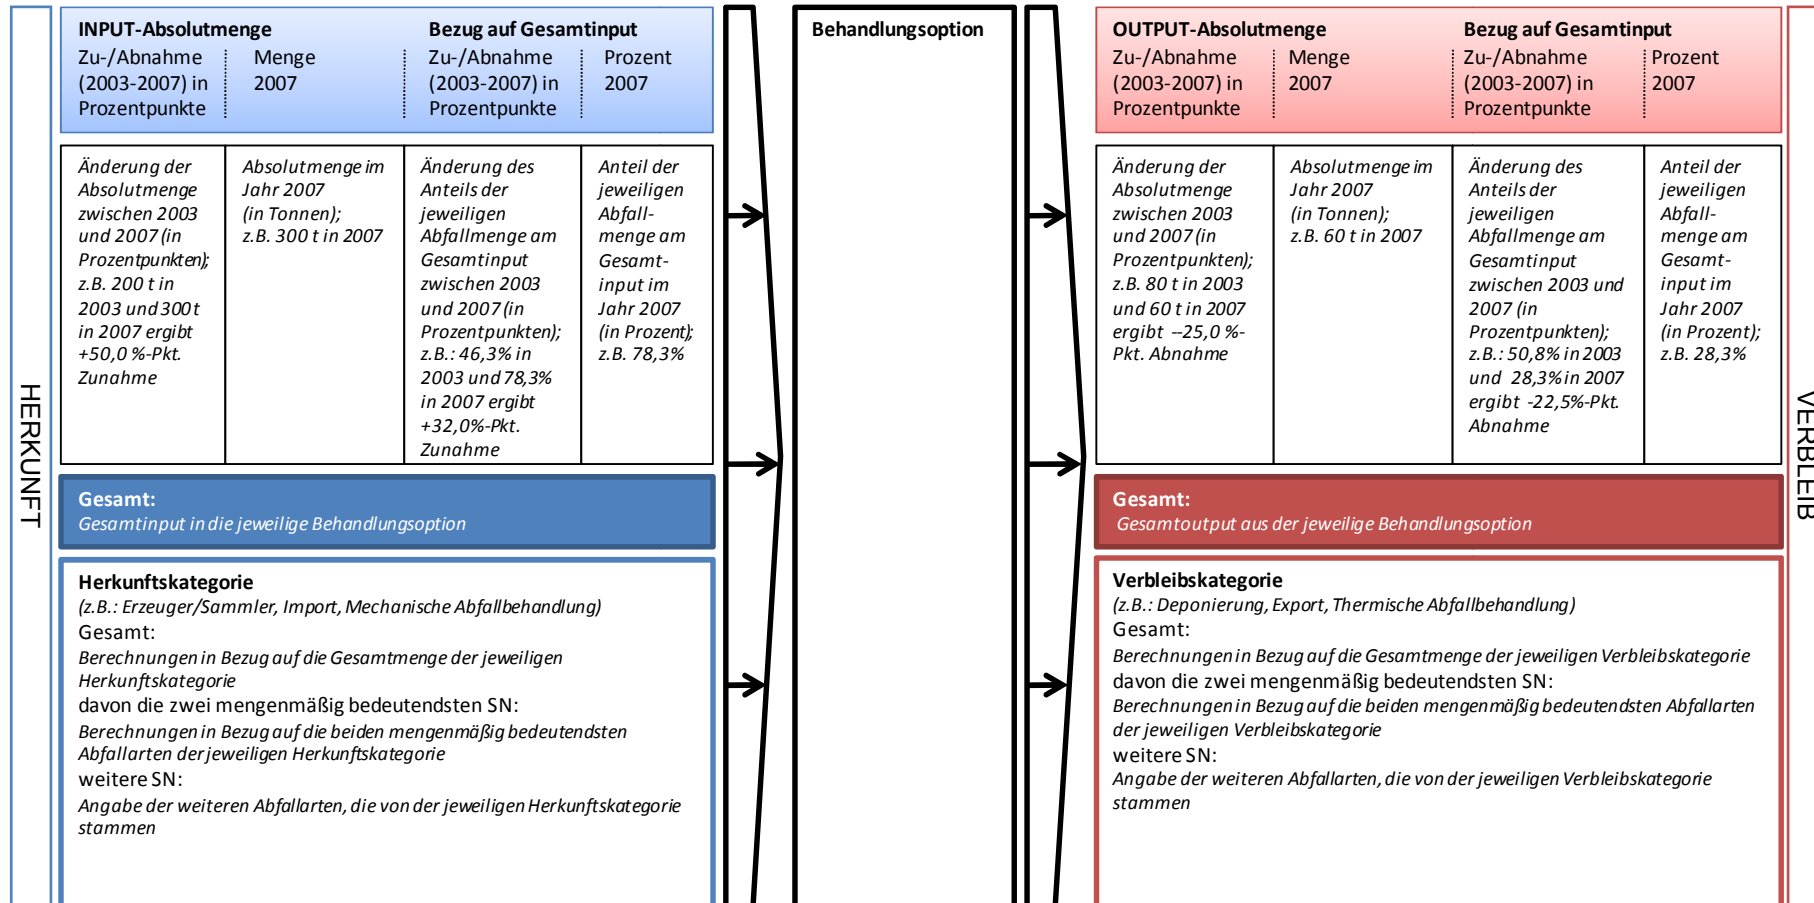 HERKUNFT
INPUT-Absolutmenge
Zu-/Abnahme
(2003-2007) in
Prozentpunkte
Menge
2007
Bezug auf Gesamtinput
Zu-/Abnahme
(2003-2007) in
Prozentpunkte
Prozent
2007
Änderung der
Absolutmenge
zwischen 2003
und 2007 (in
Prozentpunkten);
z.B. 200 t in
2003 und 300 t
in 2007 ergibt
+50,0 %-Pkt.
Zunahme
Absolutmenge im
Jahr 2007
(in Tonnen);
z.B. 300 t in 2007
Änderung des
Anteils der
jeweiligen
Abfallmenge am
Gesamtinput
zwischen 2003
und 2007 (in
Prozentpunkten);
z.B.: 46,3% in
2003 und 78,3%
in 2007 ergibt
+32,0%-Pkt.
Zunahme
Anteil der
jeweiligen
Abfall-
menge am
Gesamt-
input im
Jahr 2007
(in Prozent);
z.B. 78,3%
Gesamt:
Gesamtinput in die jeweilige Behandlungsoption
Herkunftskategorie
(z.B.: Erzeuger/Sammler, Import, Mechanische Abfallbehandlung)
Gesamt:
Berechnungen in Bezug auf die Gesamtmenge der jeweiligen
Herkunftskategorie
davon die zwei mengenmäßig bedeutendsten SN:
Berechnungen in Bezug auf die beiden mengenmäßig bedeutendsten
Abfallarten der jeweiligen Herkunftskategorie
weitere SN:
Angabe der weiteren Abfallarten, die von der jeweiligen Herkunftskategorie
stammen
Behandlungsoption
OUTPUT-Absolutmenge
Zu-/Abnahme
(2003-2007) in
Prozentpunkte
Menge
2007
Bezug auf Gesamtinput
Zu-/Abnahme
(2003-2007) in
Prozentpunkte
Prozent
2007
Änderung der
Absolutmenge
zwischen 2003
und 2007 (in
Prozentpunkten);
z.B. 80 t in 2003
und 60 t in 2007
ergibt --25,0 %-
Pkt. Abnahme
Absolutmenge im
Jahr 2007
(in Tonnen);
z.B. 60 t in 2007
Änderung des
Anteils der
jeweiligen
Abfallmenge am
Gesamtinput
zwischen 2003 und
2007 (in
Prozentpunkten);
z.B.: 50,8% in 2003
und 28,3% in 2007
ergibt -22,5%-Pkt.
Abnahme
Anteil der
jeweiligen
Abfall-
menge am
Gesamt-
input im
Jahr 2007
(in Prozent);
z.B. 28,3%
Gesamt:
Gesamtoutput aus der jeweilige Behandlungsoption
Verbleibskategorie
(z.B.: Deponierung, Export, Thermische Abfallbehandlung)
Gesamt:
Berechnungen in Bezug auf die Gesamtmenge der jeweiligen Verbleibskategorie
davon die zwei mengenmäßig bedeutendsten SN:
Berechnungen in Bezug auf die beiden mengenmäßig bedeutendsten Abfallarten
der jeweiligen Verbleibskategorie
weitere SN:
Angabe der weiteren Abfallarten, die von der jeweiligen Verbleibskategorie
stammen
VERBLEIB